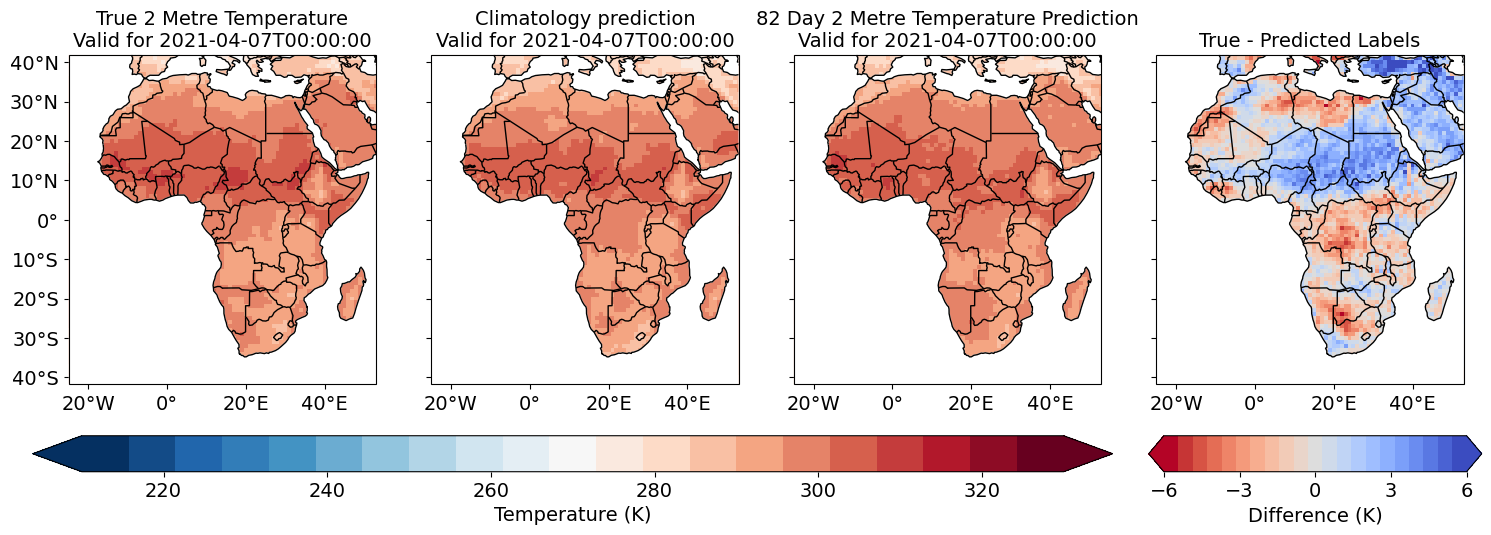 True 2 Metre Temperature
Valid for 2021-04-07T00:00:00
Climatology prediction
Valid for 2021-04-07T00:00:00
82 Day 2 Metre Temperature Prediction
Valid for 2021-04-07T00:00:00
True - Predicted Labels
40°N
30°N
20°N
10°N
0°
10°S
20°S
30°S
40°S
20°W 0° 20°E 40°E
20°W 0° 20°E 40°E
20°W 0° 20°E 40°E
20°W 0° 20°E 40°E
220 240 260 280 300 320
Temperature (K)
−6 −3 0 3 6
Difference (K)